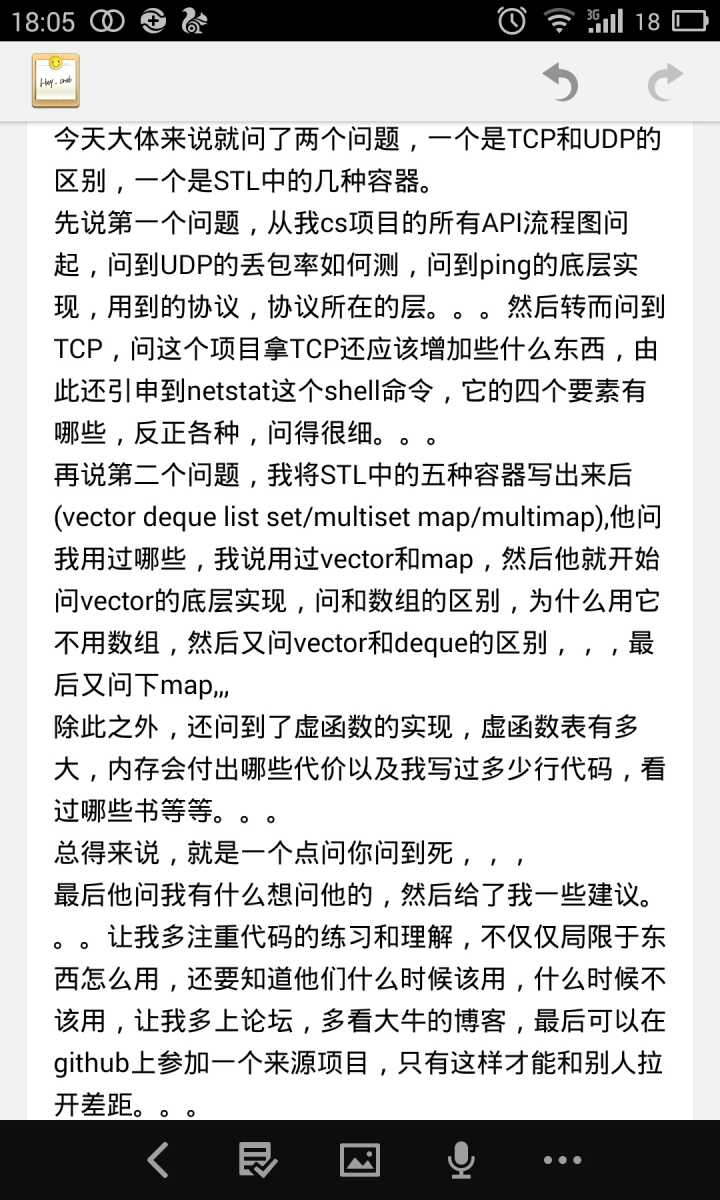 18:05
3G
18
Hey, cool
今天大体来说就问了两个问题，一个是TCP和UDP的
区别，一个是STL中的几种容器。
先说第一个问题，从我cs项目的所有API流程图问
起，问到UDP的丢包率如何测，问到ping的底层实
现，用到的协议，协议所在的层。。。然后转而问到
TCP，问这个项目拿TCP还应该增加些什么东西，由
此还引申到netstat这个shell命令，它的四个要素有
哪些，反正各种，问得很细。。。
再说第二个问题，我将STL中的五种容器写出来后
(vector deque list set/multiset map/multimap),他问
我用过哪些，我说用过vector和map，然后他就开始
问vector的底层实现，问和数组的区别，为什么用它
不用数组，然后又问vector和deque的区别，，，最
后又问下map,,,
除此之外，还问到了虚函数的实现，虚函数表有多
大，内存会付出哪些代价以及我写过多少行代码，看
过哪些书等等。。。
总得来说，就是一个点问你问到死，，，
最后他问我有什么想问他的，然后给了我一些建议。
。。让我多注重代码的练习和理解，不仅仅局限于东
西怎么用，还要知道他们什么时候该用，什么时候不
该用，让我多上论坛，多看大牛的博客，最后可以在
github上参加一个来源项目，只有这样才能和别人拉
开差距。。。